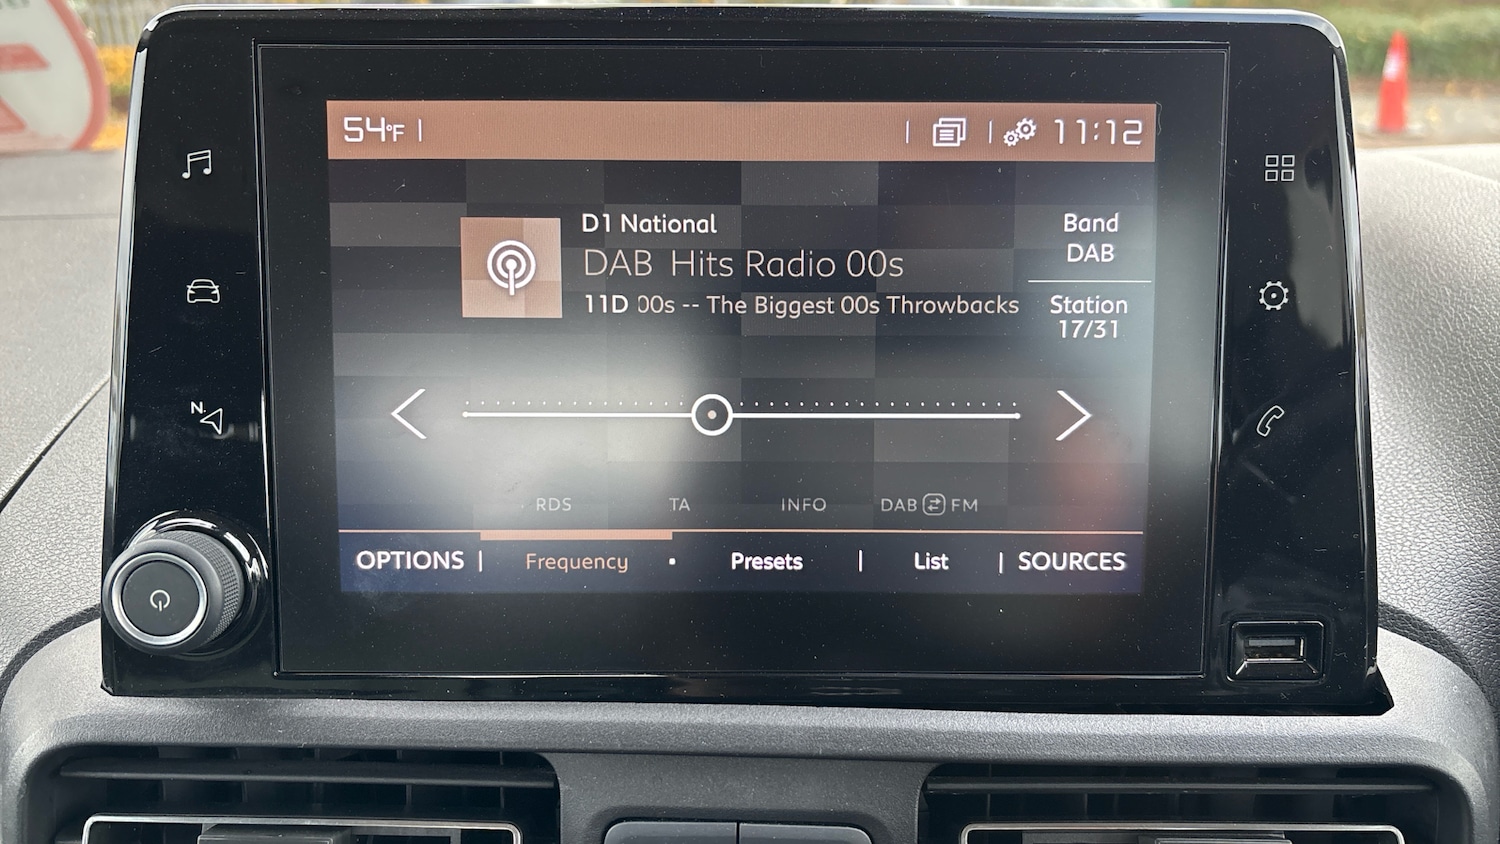 54°F
11:12
D1 National
DAB Hits Radio 00s
11D 00s -- The Biggest 00s Throwbacks
Band
DAB
Station
17/31
N
RDS TA INFO DAB FM
OPTIONS | Frequency Presets | List | SOURCES